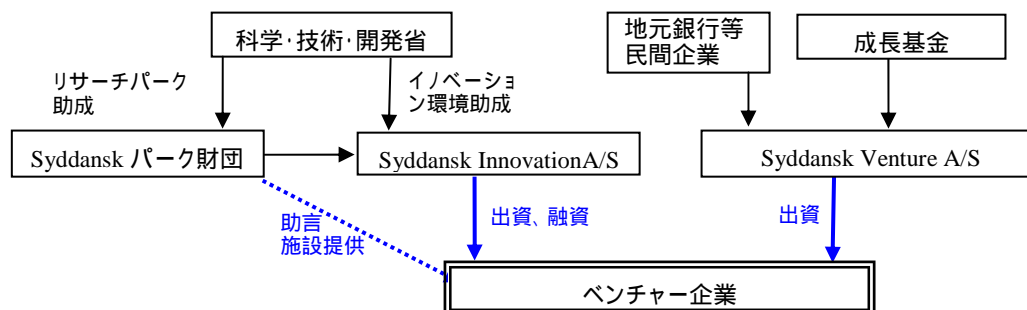 科学・技術・開発省
地元銀行等
民間企業
成長基金
リサーチパーク
助成
イノベーショ
ン環境助成
Syddansk パーク財団
Syddansk InnovationA/S
Syddansk Venture A/S
助言
施設提供
出資、融資
出資
ベンチャー企業